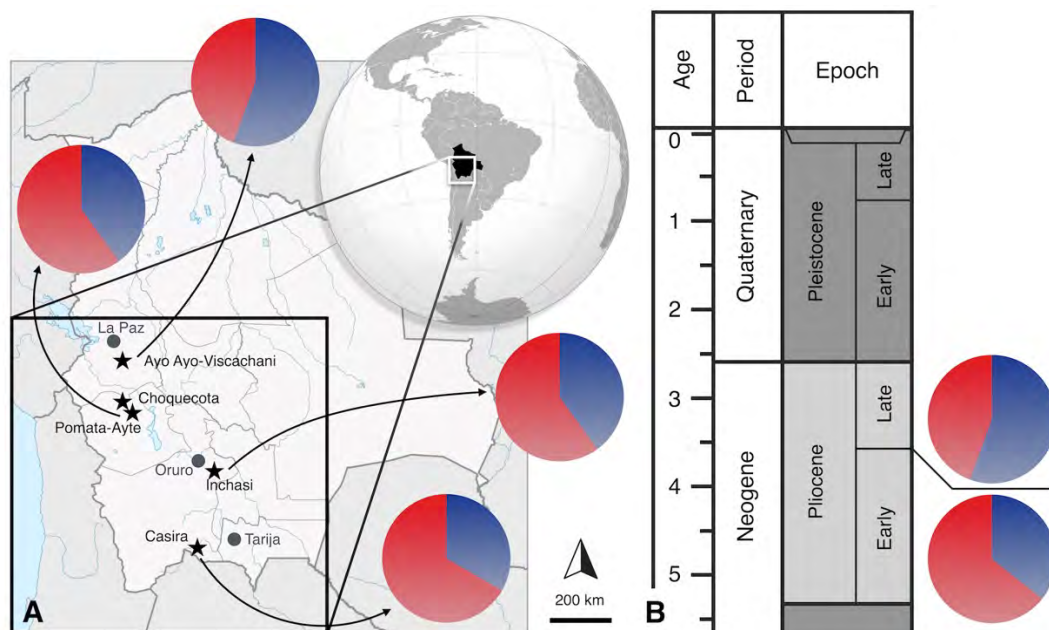 La Paz
Ayo Ayo-Viscachani
Choquecota
Pomata-Ayte
Oruro
Inchasi
Casira
Tarija
200 km
A
Age
Period
Epoch
0
1
2
3
4
5
Quaternary
Neogene
Pleistocene
Pliocene
Late
Early
Late
Early
B